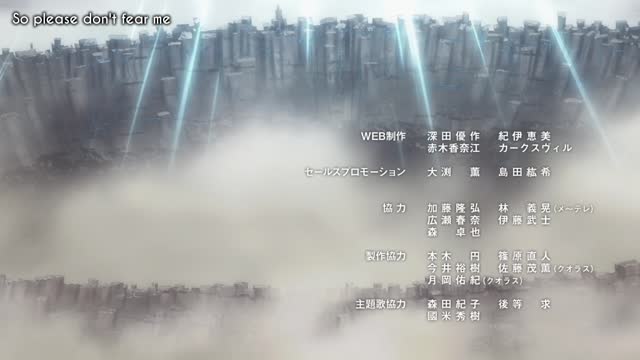 So please don't fear me
WEB制作 深田優作 紀伊恵美
赤木香奈江 カークスヴィル
セールスプロモーション 大渕 薫 島田紘希
協力 加藤隆弘 林 義晃(メ〜テレ)
広瀬春奈 伊藤武士
森 卓也
製作協力 本木 円 篠原直人
今井裕樹 佐藤茂薫(クオラス)
月岡佑紀(クオラス)
主題歌協力 森田紀子 後等 求
國米秀樹